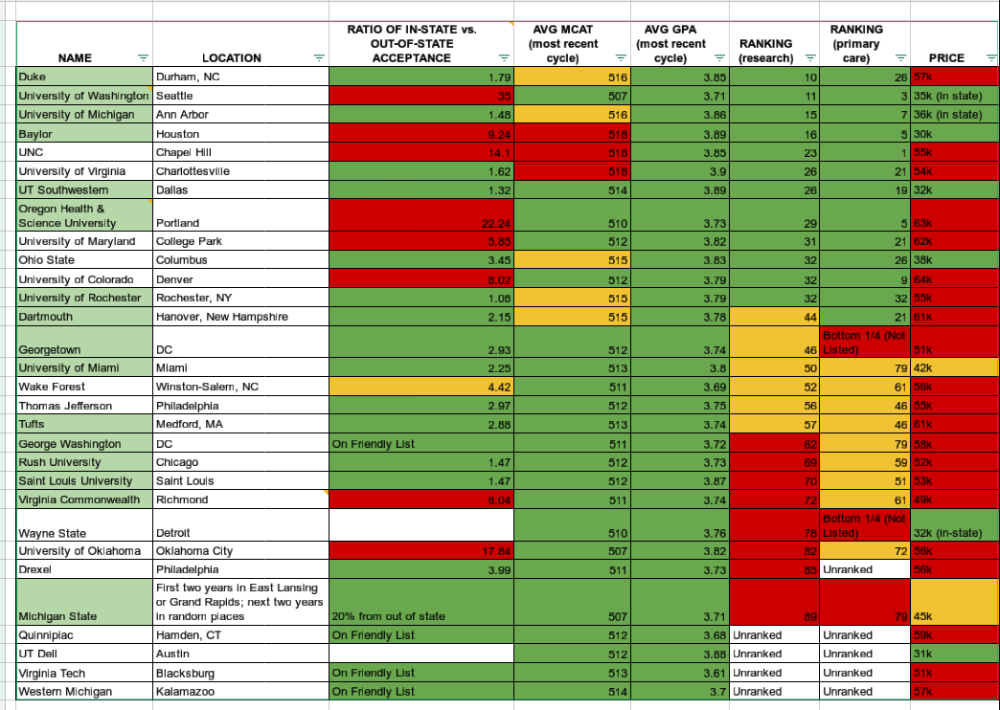 NAME LOCATION RATIO OF IN-STATE vs. OUT-OF-STATE ACCEPTANCE AVG MCAT (most recent cycle) AVG GPA (most recent cycle) RANKING (research) RANKING (primary care) PRICE
Duke Durham, NC 1.79 516 3.85 10 26 57k
University of Washington Seattle 35 507 3.71 11 3 35k (in state)
University of Michigan Ann Arbor 1.48 516 3.86 15 7 36k (in state)
Baylor Houston 9.24 518 3.89 16 5 30k
UNC Chapel Hill 14.1 518 3.85 23 1 55k
University of Virginia Charlottesville 1.62 518 3.9 26 21 54k
UT Southwestern Dallas 1.32 514 3.89 26 19 32k
Oregon Health & Science University Portland 22.24 510 3.73 29 5 63k
University of Maryland College Park 5.85 512 3.82 31 21 62k
Ohio State Columbus 3.45 515 3.83 32 26 38k
University of Colorado Denver 8.02 512 3.79 32 9 64k
University of Rochester Rochester, NY 1.08 515 3.79 32 32 55k
Dartmouth Hanover, New Hampshire 2.15 515 3.78 44 21 61k
Georgetown DC 2.93 512 3.74 46 Bottom 1/4 (Not Listed) 51k
University of Miami Miami 2.25 513 3.8 50 79 42k
Wake Forest Winston-Salem, NC 4.42 511 3.69 52 61 56k
Thomas Jefferson Philadelphia 2.97 512 3.75 56 46 55k
Tufts Medford, MA 2.88 513 3.74 57 46 61k
George Washington DC On Friendly List 511 3.72 62 79 58k
Rush University Chicago 1.47 512 3.73 69 59 52k
Saint Louis University Saint Louis 1.47 512 3.87 70 51 53k
Virginia Commonwealth Richmond 6.04 511 3.74 72 61 49k
Wayne State Detroit 510 3.76 78 Bottom 1/4 (Not Listed) 32k (in-state)
University of Oklahoma Oklahoma City 17.84 507 3.82 82 72 56k
Drexel Philadelphia 3.99 511 3.73 85 Unranked 56k
Michigan State First two years in East Lansing or Grand Rapids; next two years in random places 20% from out of state 507 3.71 89 79 45k
Quinnipiac Hamden, CT On Friendly List 512 3.68 Unranked Unranked 59k
UT Dell Austin 512 3.88 Unranked Unranked 31k
Virginia Tech Blacksburg On Friendly List 513 3.61 Unranked Unranked 51k
Western Michigan Kalamazoo On Friendly List 514 3.7 Unranked Unranked 57k